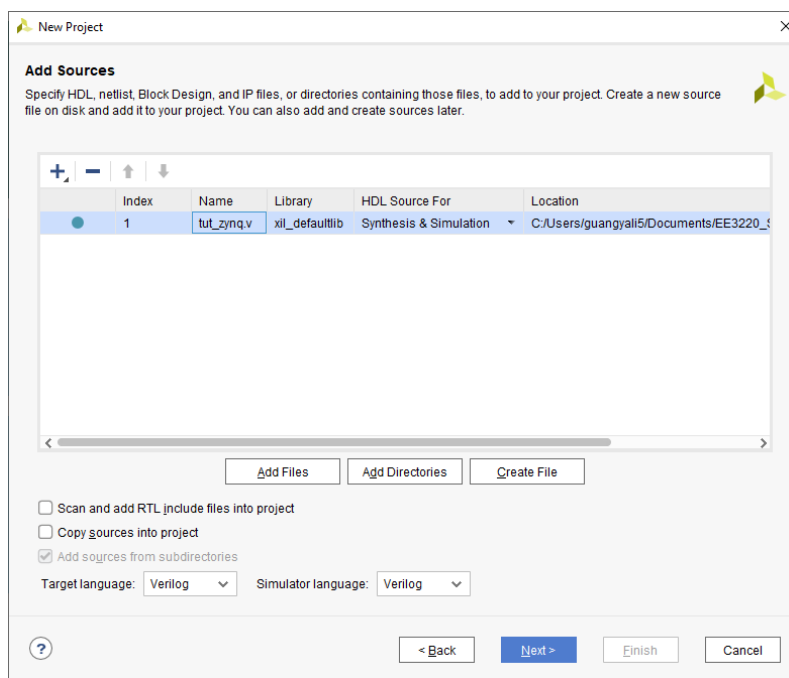 New Project
Add Sources
Specify HDL, netlist, Block Design, and IP files, or directories containing those files, to add to your project. Create a new source
file on disk and add it to your project. You can also add and create sources later.
Index Name Library HDL Source For Location
1 tut_zynq.v xil_defaultlib Synthesis & Simulation C:/Users/guangyali5/Documents/EE3220_S
Add Files Add Directories Create File
Scan and add RTL include files into project
Copy sources into project
Add sources from subdirectories
Target language: Verilog Simulator language: Verilog
? < Back Next > Finish Cancel